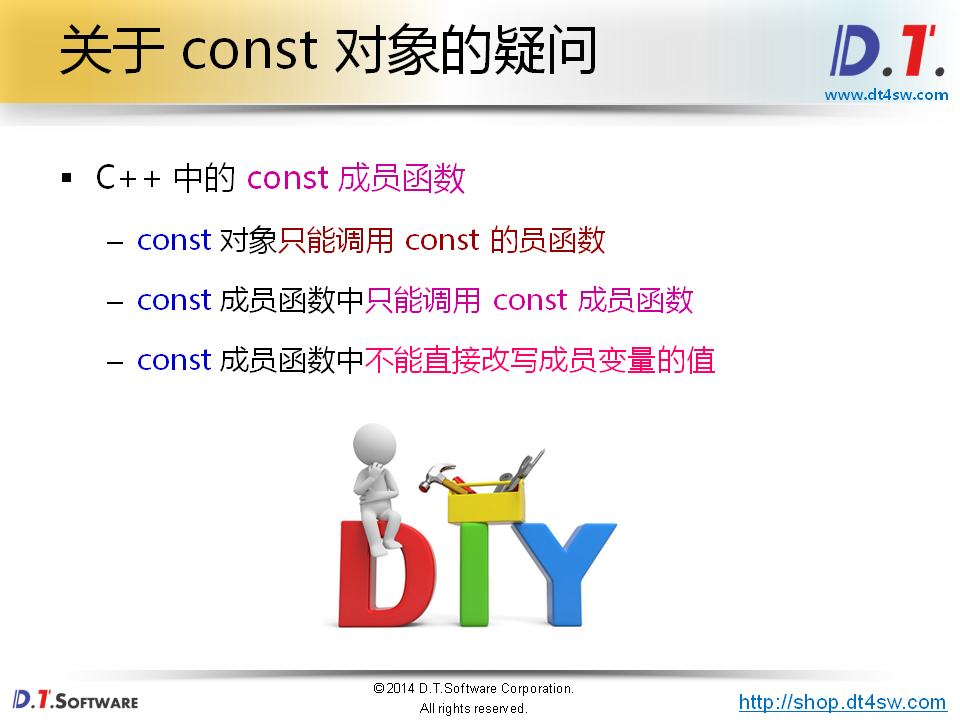 关于 const 对象的疑问
D.T.
www.dt4sw.com
▪ C++ 中的 const 成员函数
– const 对象只能调用 const 的员函数
– const 成员函数中只能调用 const 成员函数
– const 成员函数中不能直接改写成员变量的值
DIY
D.T.SOFTWARE
©2014 D.T.Software Corporation.
All rights reserved.
http://shop.dt4sw.com